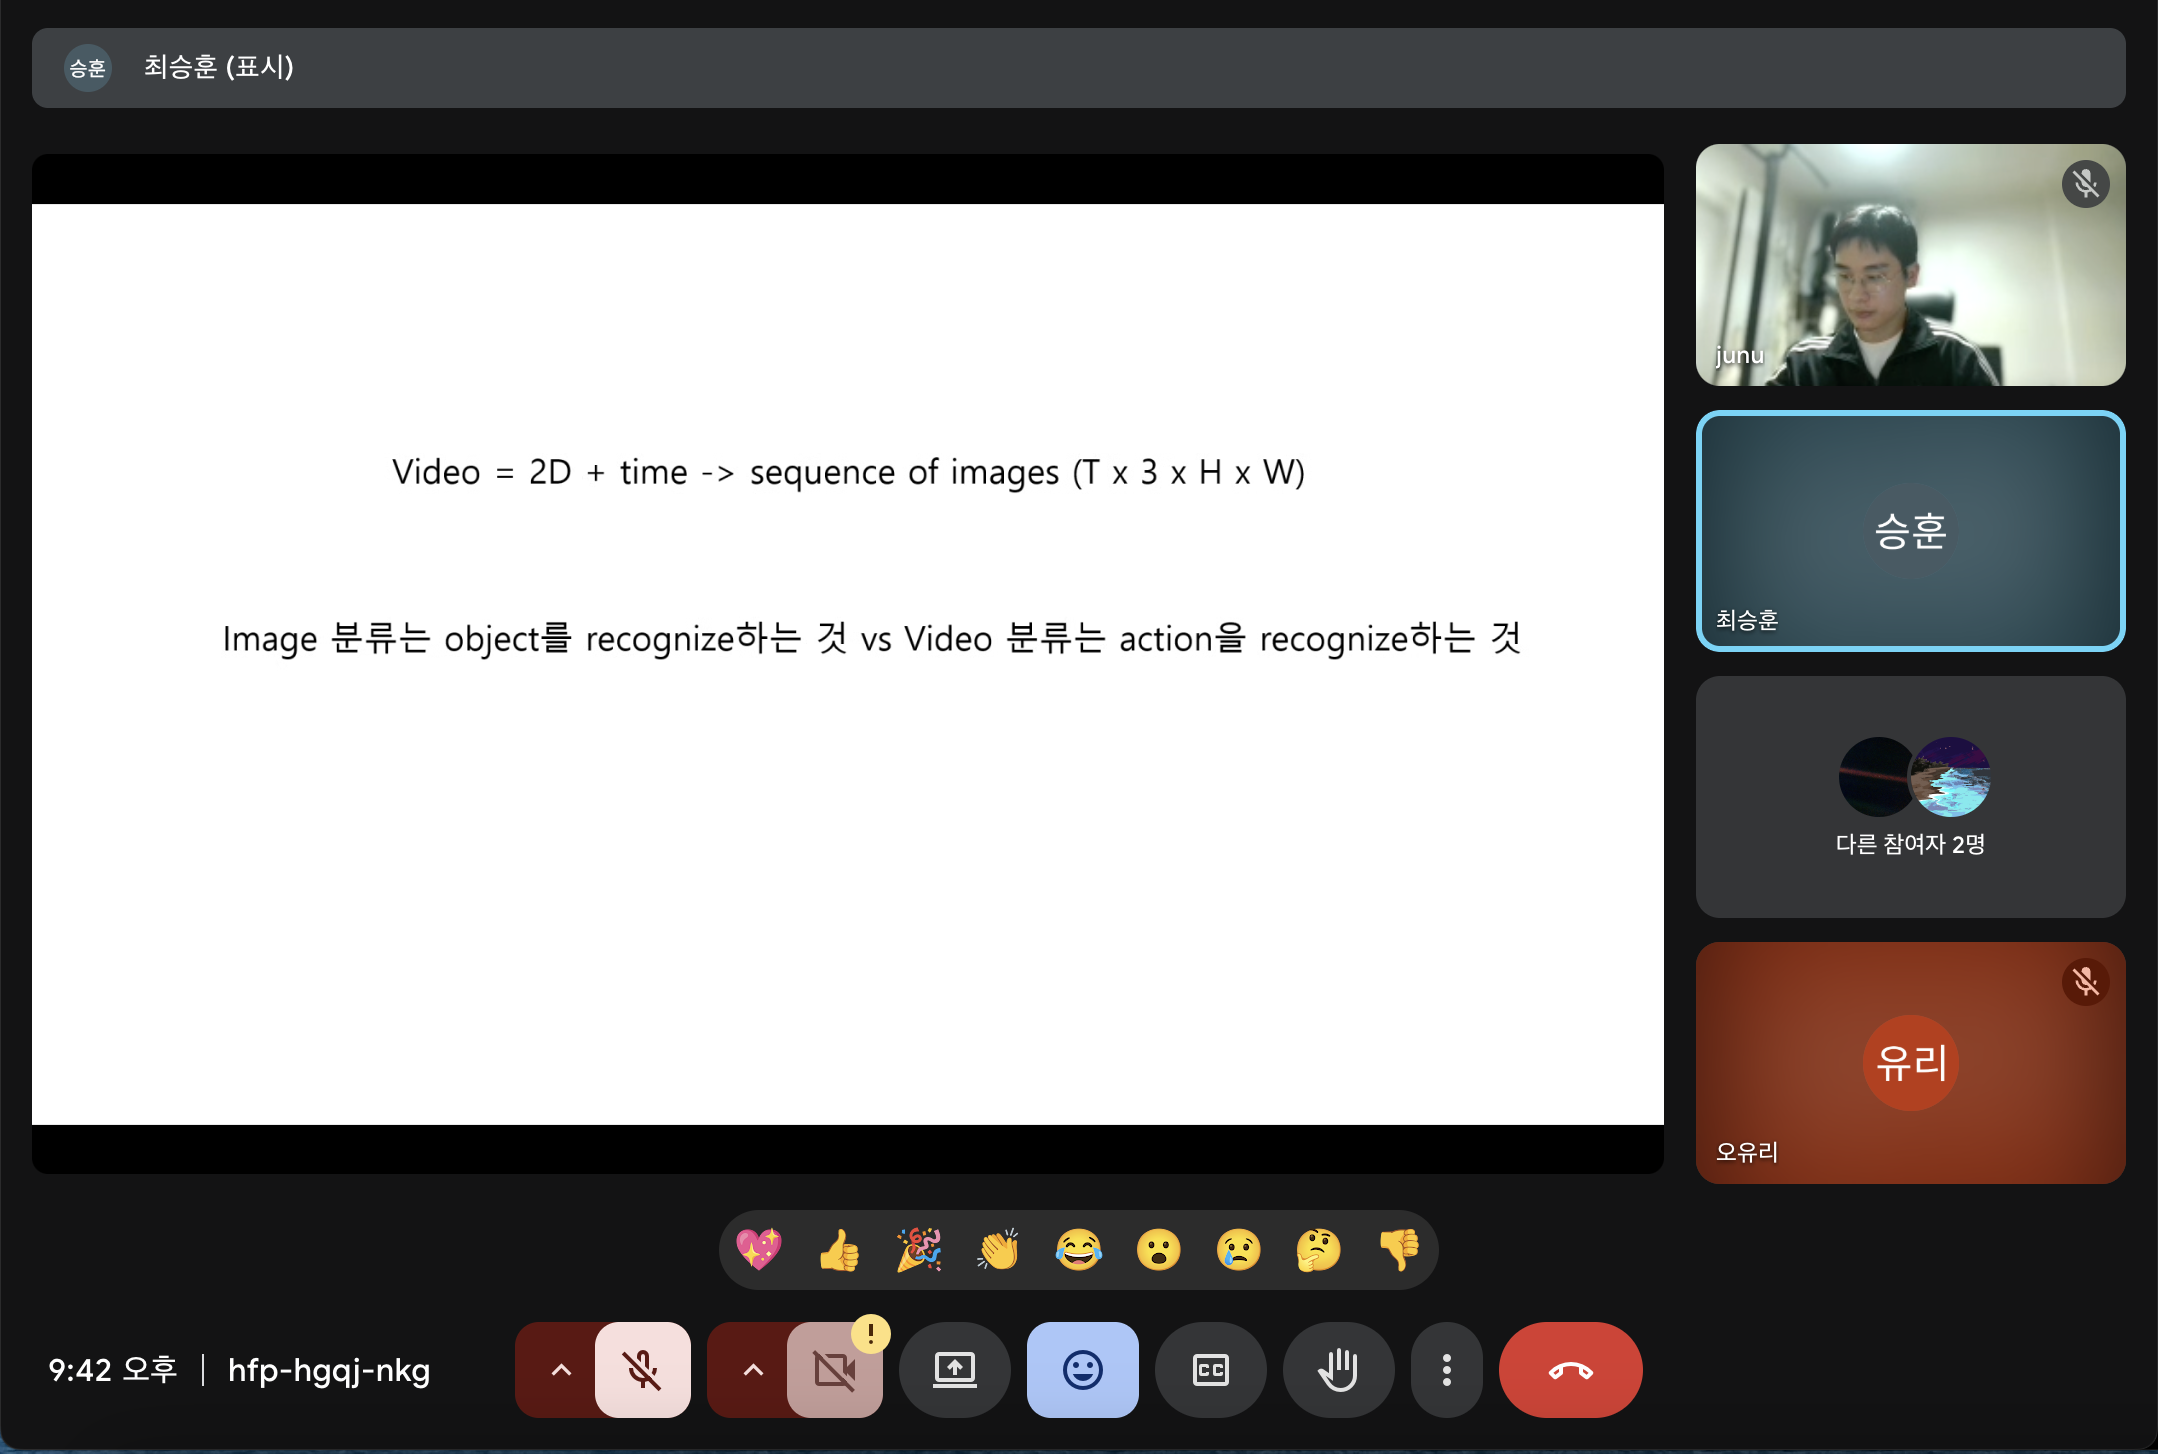 승훈
최승훈 (표시)
Video = 2D + time -> sequence of images (T x 3 x H x W)
Image 분류는 object를 recognize하는 것 vs Video 분류는 action을 recognize하는 것
junu
승훈
최승훈
다른 참여자 2명
유리
오유리
9:42 오후
hfp-hgqj-nkg
!
CC